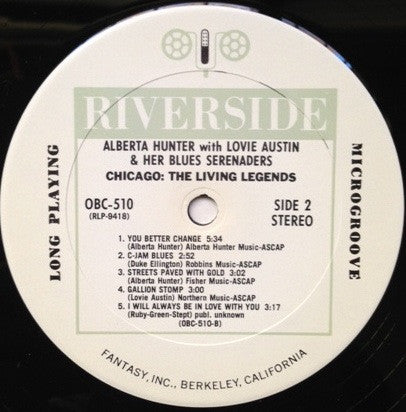 RIVERSIDE
ALBERTA HUNTER with LOVIE AUSTIN
& HER BLUES SERENADERS
CHICAGO: THE LIVING LEGENDS
LONG PLAYING
MICROGROOVE
OBC-510
(RLP-9418)
SIDE 2
STEREO
1. YOU BETTER CHANGE 5:34
(Alberta Hunter) Alberta Hunter Music-ASCAP
2. C-JAM BLUES 2:52
(Duke Ellington) Robbins Music-ASCAP
3. STREETS PAVED WITH GOLD 3:02
(Alberta Hunter) Fisher Music-ASCAP
4. GALLION STOMP 3:00
(Lovie Austin) Northern Music-ASCAP
5. I WILL ALWAYS BE IN LOVE WITH YOU 3:17
(Ruby-Green-Stept) publ. unknown
(OBC-510-B)
FANTASY, INC., BERKELEY, CALIFORNIA